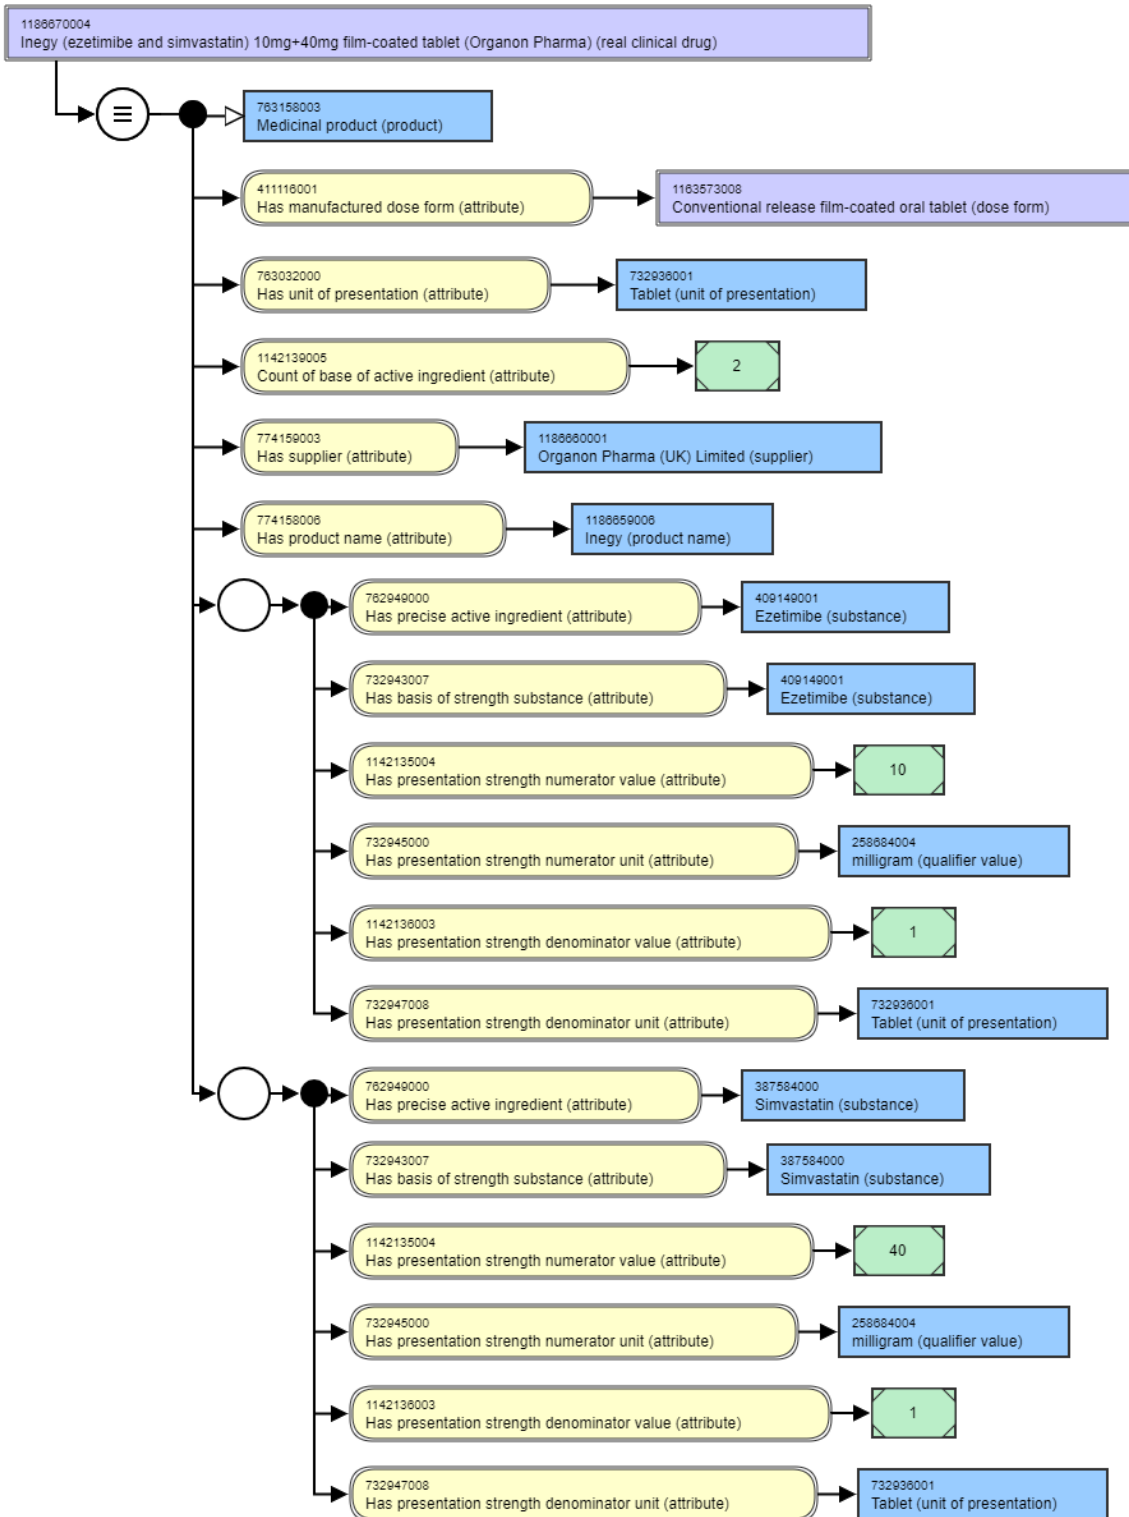 1186670004
Inegy (ezetimibe and simvastatin) 10mg+40mg film-coated tablet (Organon Pharma) (real clinical drug)
763158003
Medicinal product (product)
411116001
Has manufactured dose form (attribute)
1163573008
Conventional release film-coated oral tablet (dose form)
763032000
Has unit of presentation (attribute)
732936001
Tablet (unit of presentation)
1142139005
Count of base of active ingredient (attribute)
2
774159003
Has supplier (attribute)
1186660001
Organon Pharma (UK) Limited (supplier)
774158006
Has product name (attribute)
1186659006
Inegy (product name)
762949000
Has precise active ingredient (attribute)
409149001
Ezetimibe (substance)
732943007
Has basis of strength substance (attribute)
409149001
Ezetimibe (substance)
1142135004
Has presentation strength numerator value (attribute)
10
732945000
Has presentation strength numerator unit (attribute)
258684004
milligram (qualifier value)
1142136003
Has presentation strength denominator value (attribute)
1
732947008
Has presentation strength denominator unit (attribute)
732936001
Tablet (unit of presentation)
762949000
Has precise active ingredient (attribute)
387584000
Simvastatin (substance)
732943007
Has basis of strength substance (attribute)
387584000
Simvastatin (substance)
1142135004
Has presentation strength numerator value (attribute)
40
732945000
Has presentation strength numerator unit (attribute)
258684004
milligram (qualifier value)
1142136003
Has presentation strength denominator value (attribute)
1
732947008
Has presentation strength denominator unit (attribute)
732936001
Tablet (unit of presentation)